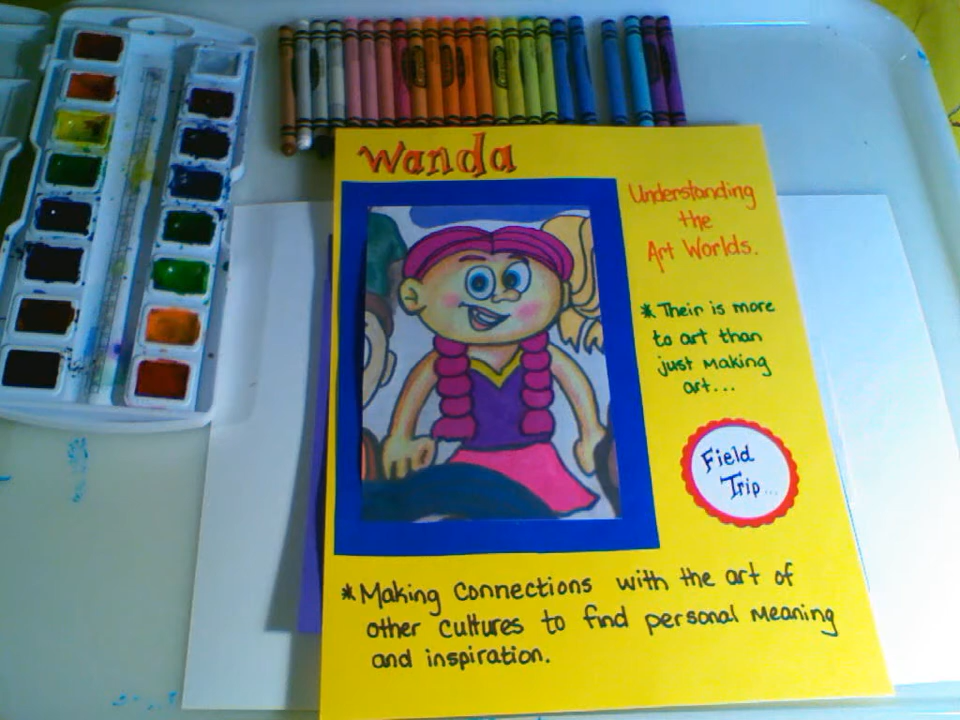 Wanda
Understanding
the
Art Worlds.
* Their is more
to art than
just Making
art...
Field
Trip...
* Making Connections with the art of
other cultures to find personal Meaning
and inspiration.